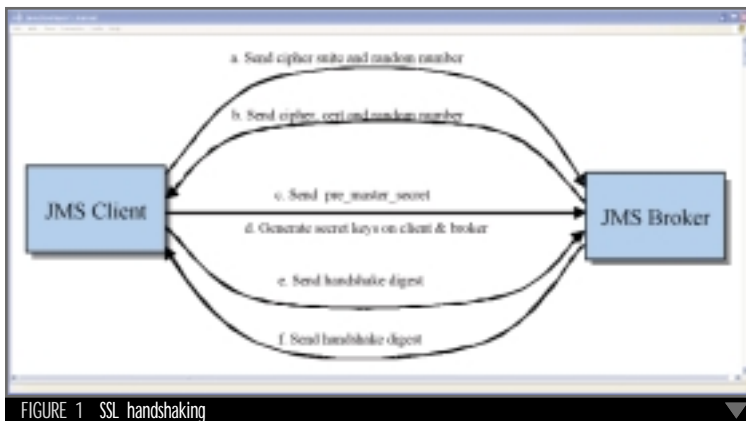 a. Send cipher suite and random number
b. Send cipher, cert and random number
JMS Client
c. Send pre_master_secret
JMS Broker
d. Generate secret keys on client & broker
e. Send handshake digest
f. Send handshake digest
FIGURE 1 SSL handshaking